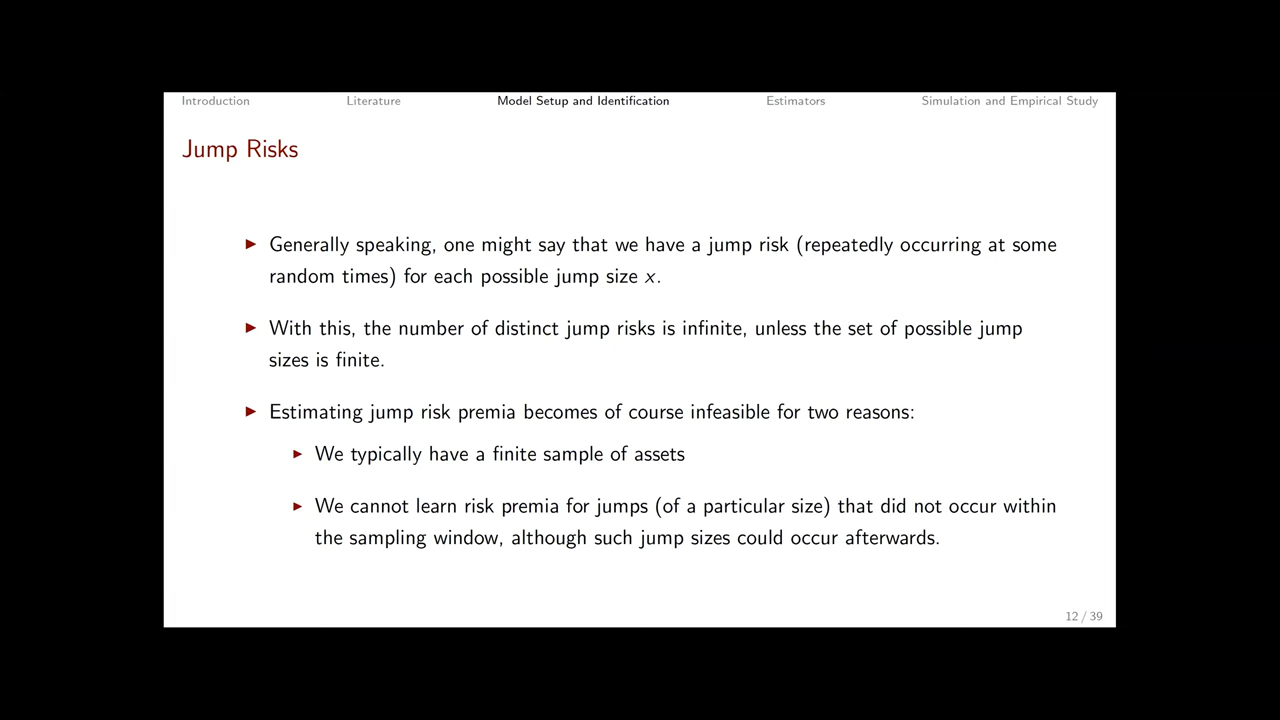 Introduction Literature Model Setup and Identification Estimators Simulation and Empirical Study
Jump Risks
▶ Generally speaking, one might say that we have a jump risk (repeatedly occurring at some
random times) for each possible jump size x.
▶ With this, the number of distinct jump risks is infinite, unless the set of possible jump
sizes is finite.
▶ Estimating jump risk premia becomes of course infeasible for two reasons:
▶ We typically have a finite sample of assets
▶ We cannot learn risk premia for jumps (of a particular size) that did not occur within
the sampling window, although such jump sizes could occur afterwards.
12 / 39